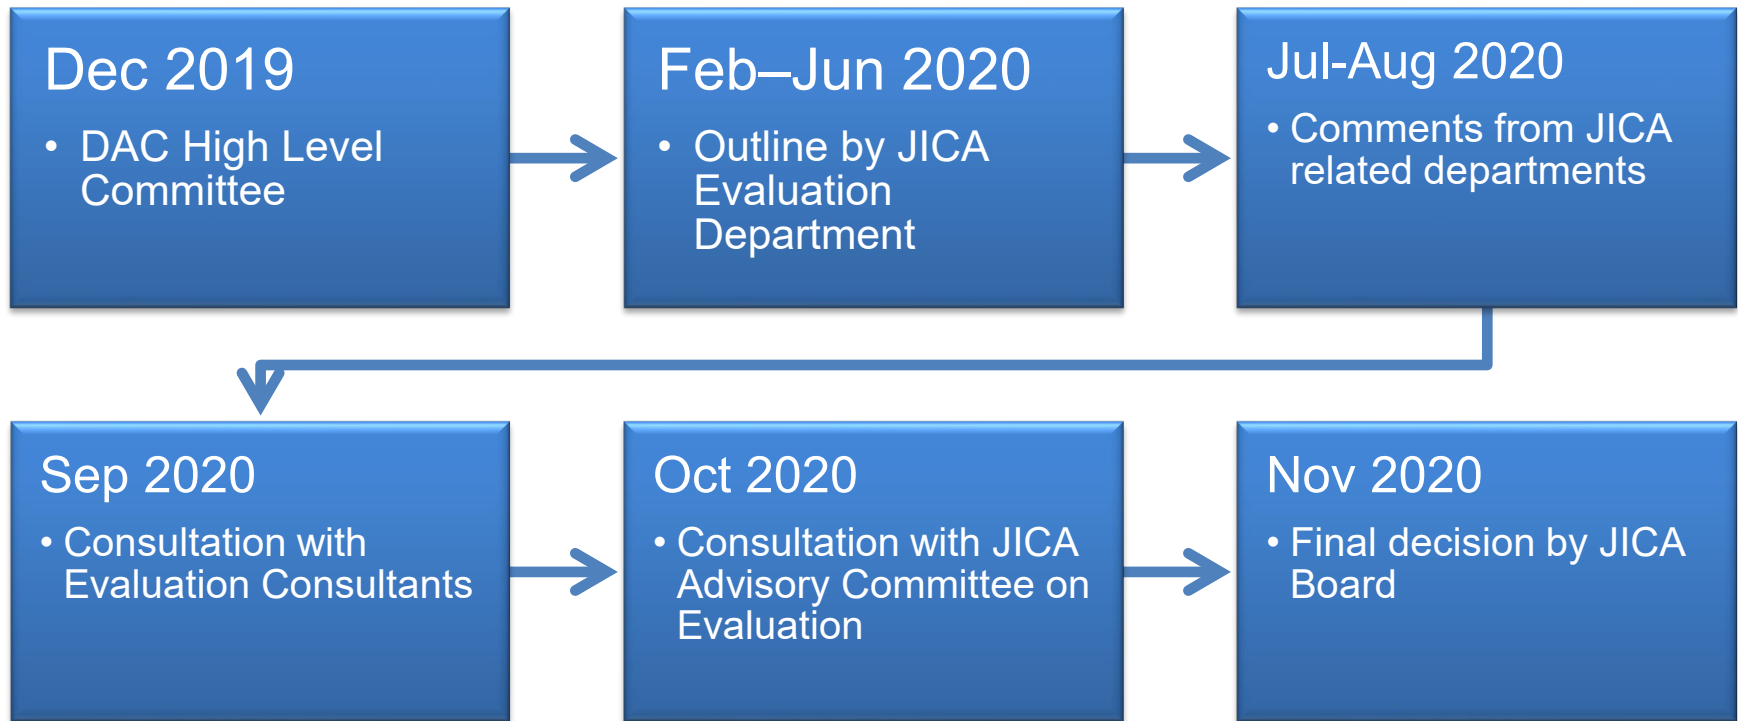 Dec 2019
• DAC High Level
Committee
Feb–Jun 2020
• Outline by JICA
Evaluation
Department
Jul-Aug 2020
• Comments from JICA
related departments
Sep 2020
• Consultation with
Evaluation Consultants
Oct 2020
• Consultation with JICA
Advisory Committee on
Evaluation
Nov 2020
• Final decision by JICA
Board